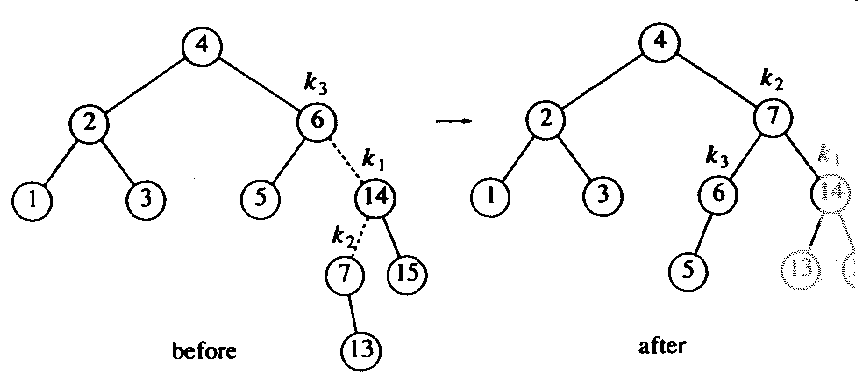 4 4
k3 k2
2 6 2 7
k1 k3 k1
1 3 5 14 1 3 6 14
k2
7 15 5 13
13
before after